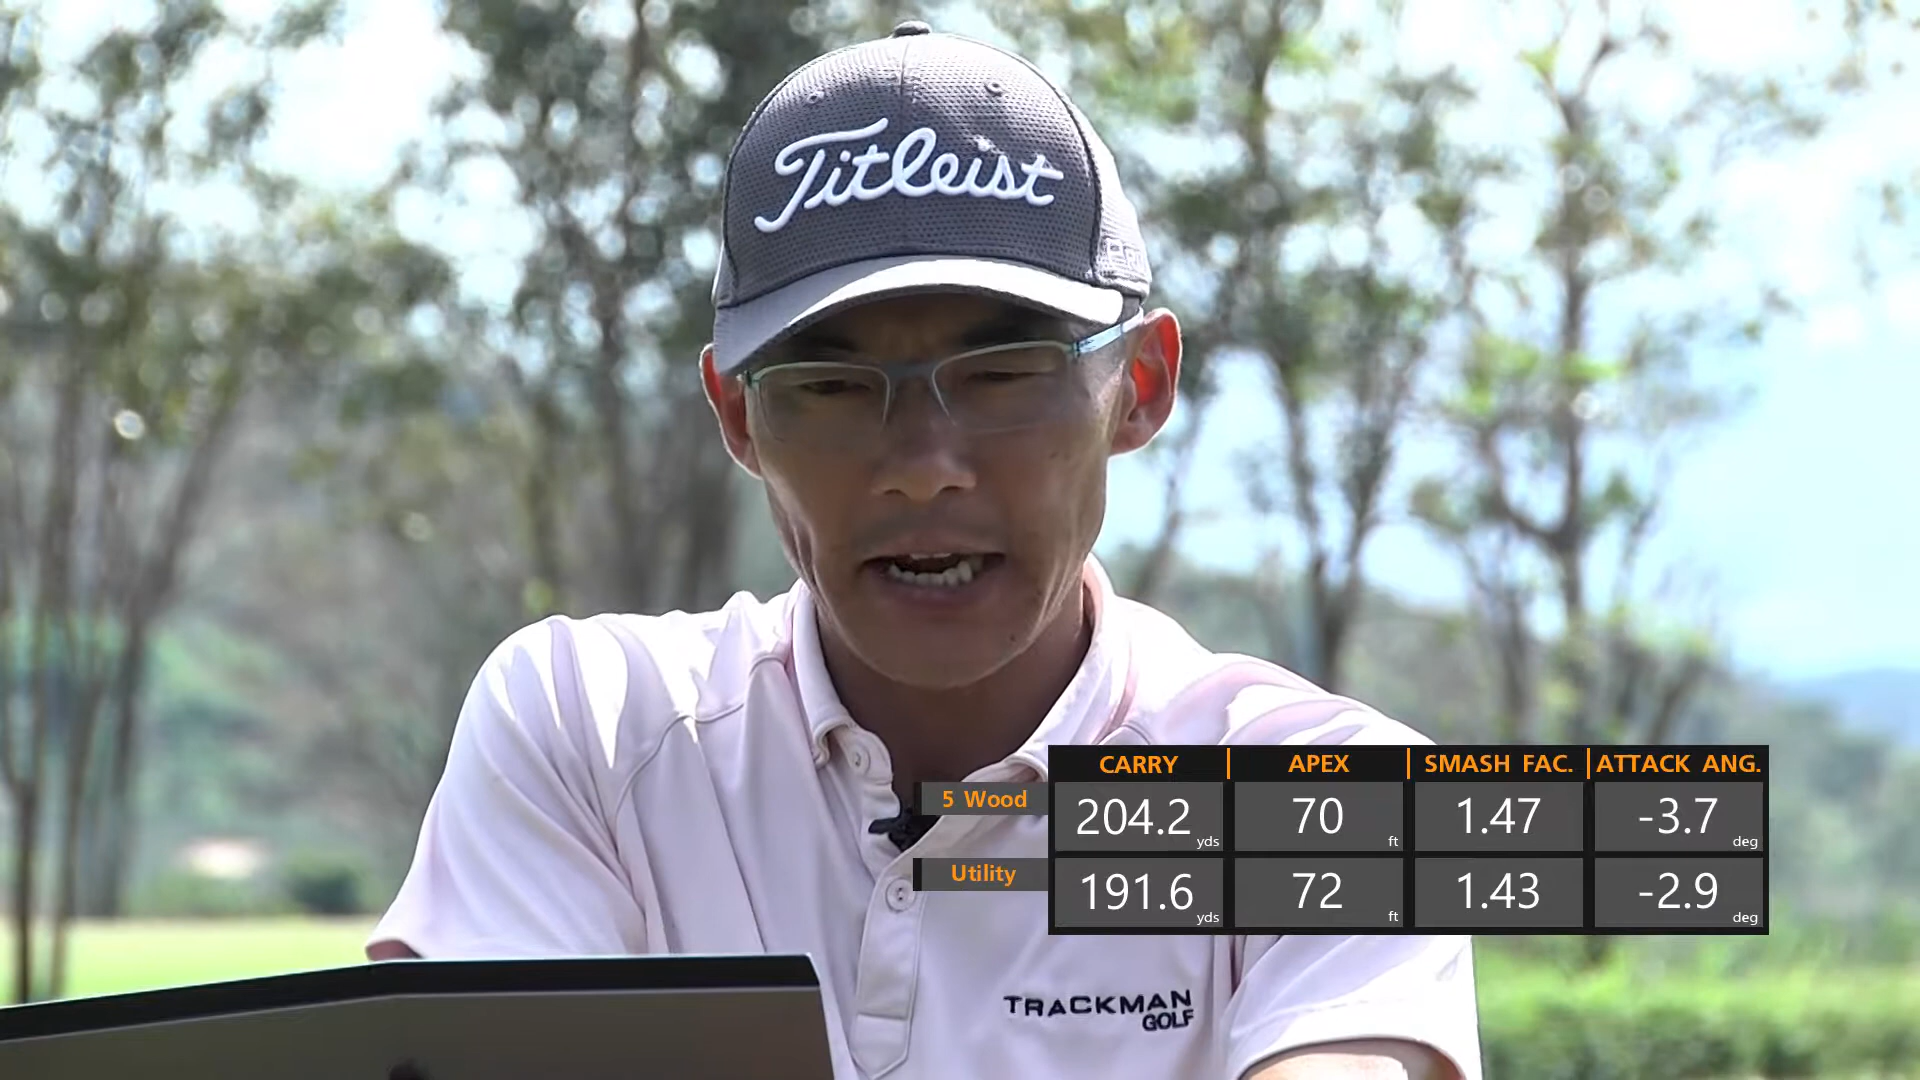 Titleist
CARRY APEX SMASH FAC. ATTACK ANG.
5 Wood 204.2 yds 70 ft 1.47 -3.7 deg
Utility 191.6 yds 72 ft 1.43 -2.9 deg
TRACKMAN
GOLF